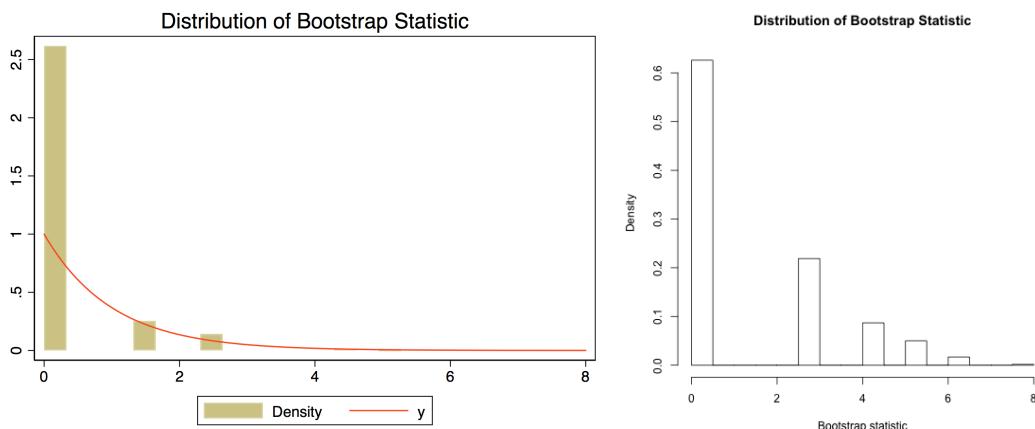 Distribution of Bootstrap Statistic
2.5
2
1.5
1
.5
0
0 2 4 6 8
Density y
Distribution of Bootstrap Statistic
0.6
0.5
0.4
0.3
0.2
0.1
0.0
Density
0 2 4 6 8
Bootstrap statistic